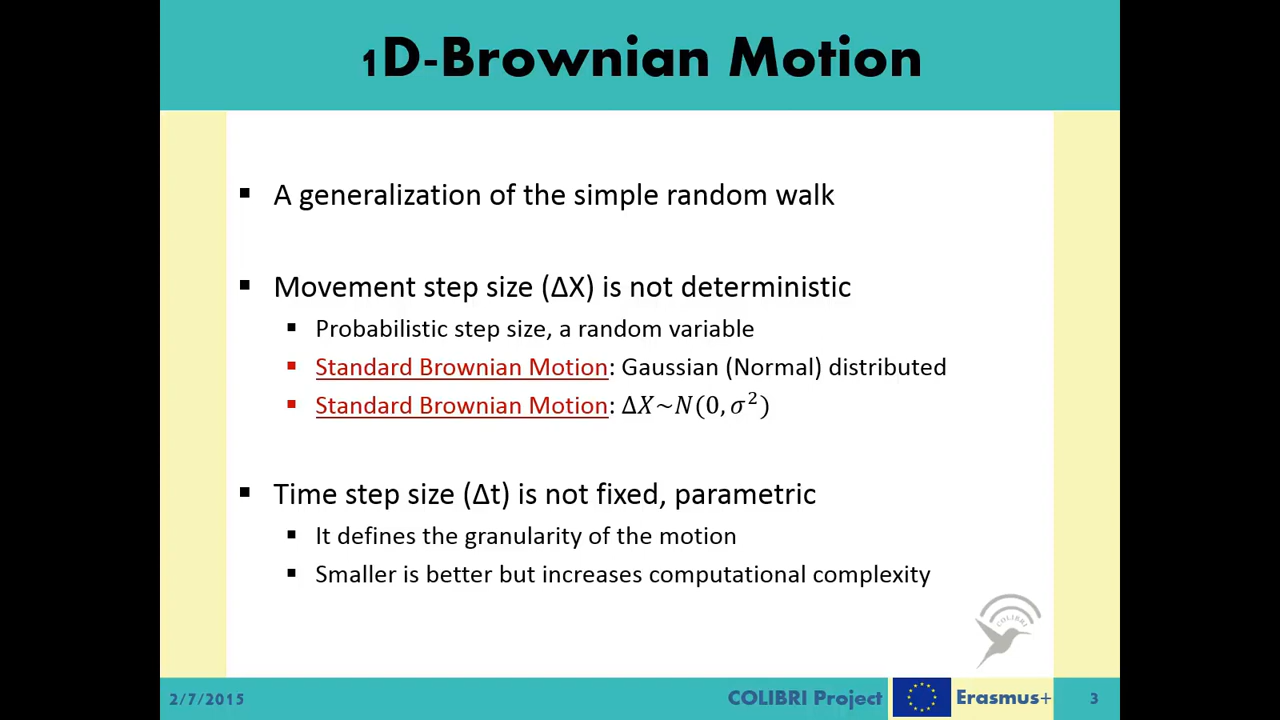 1D-Brownian Motion
▪ A generalization of the simple random walk
▪ Movement step size (ΔX) is not deterministic
▪ Probabilistic step size, a random variable
▪ Standard Brownian Motion: Gaussian (Normal) distributed
▪ Standard Brownian Motion: ΔX~N(0, σ²)
▪ Time step size (Δt) is not fixed, parametric
▪ It defines the granularity of the motion
▪ Smaller is better but increases computational complexity
COLIBRI
2/7/2015 COLIBRI Project Erasmus+ 3